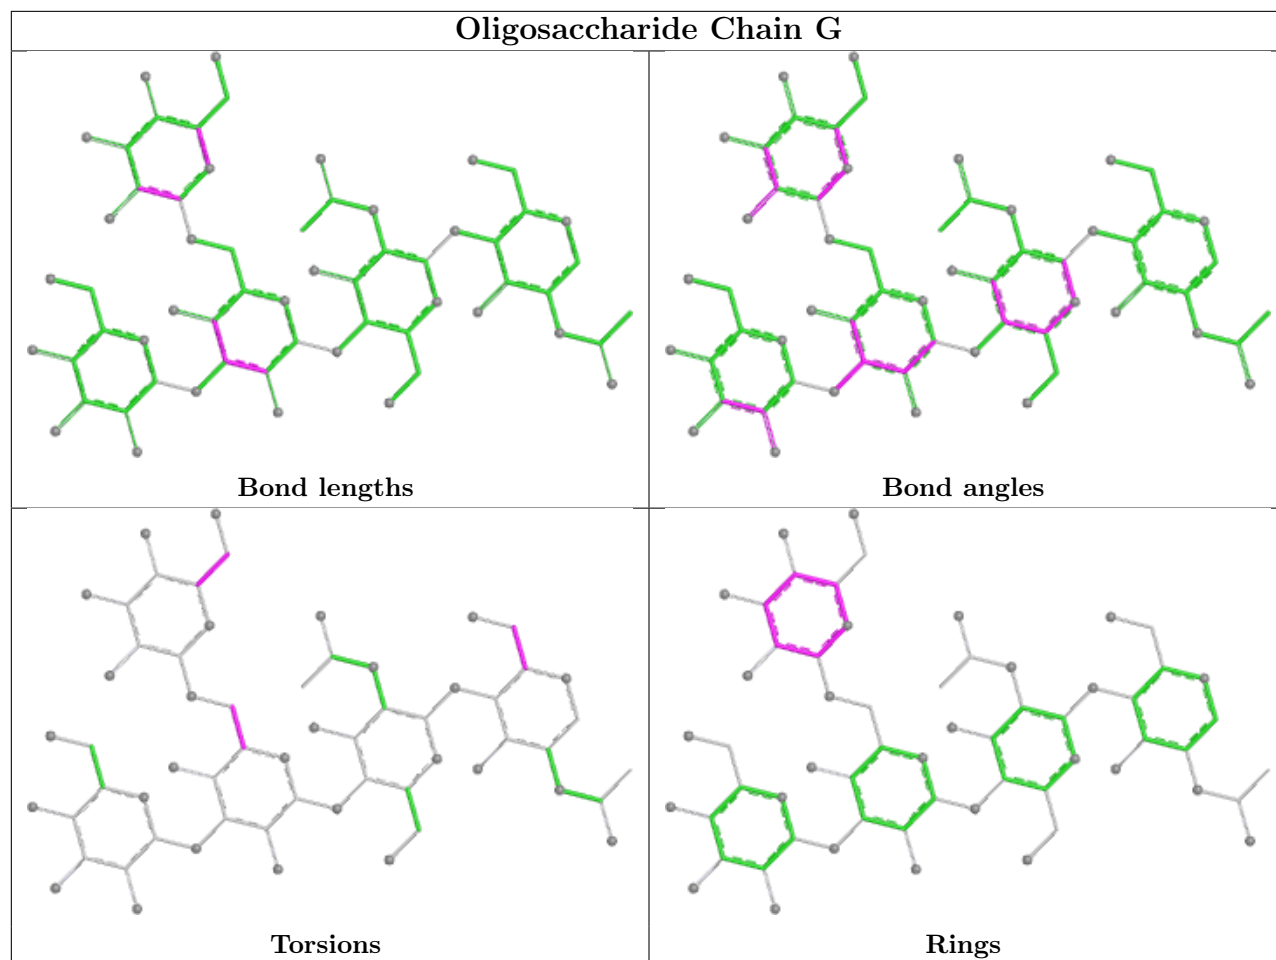 Oligosaccharide Chain G
Bond lengths
Bond angles
Torsions
Rings